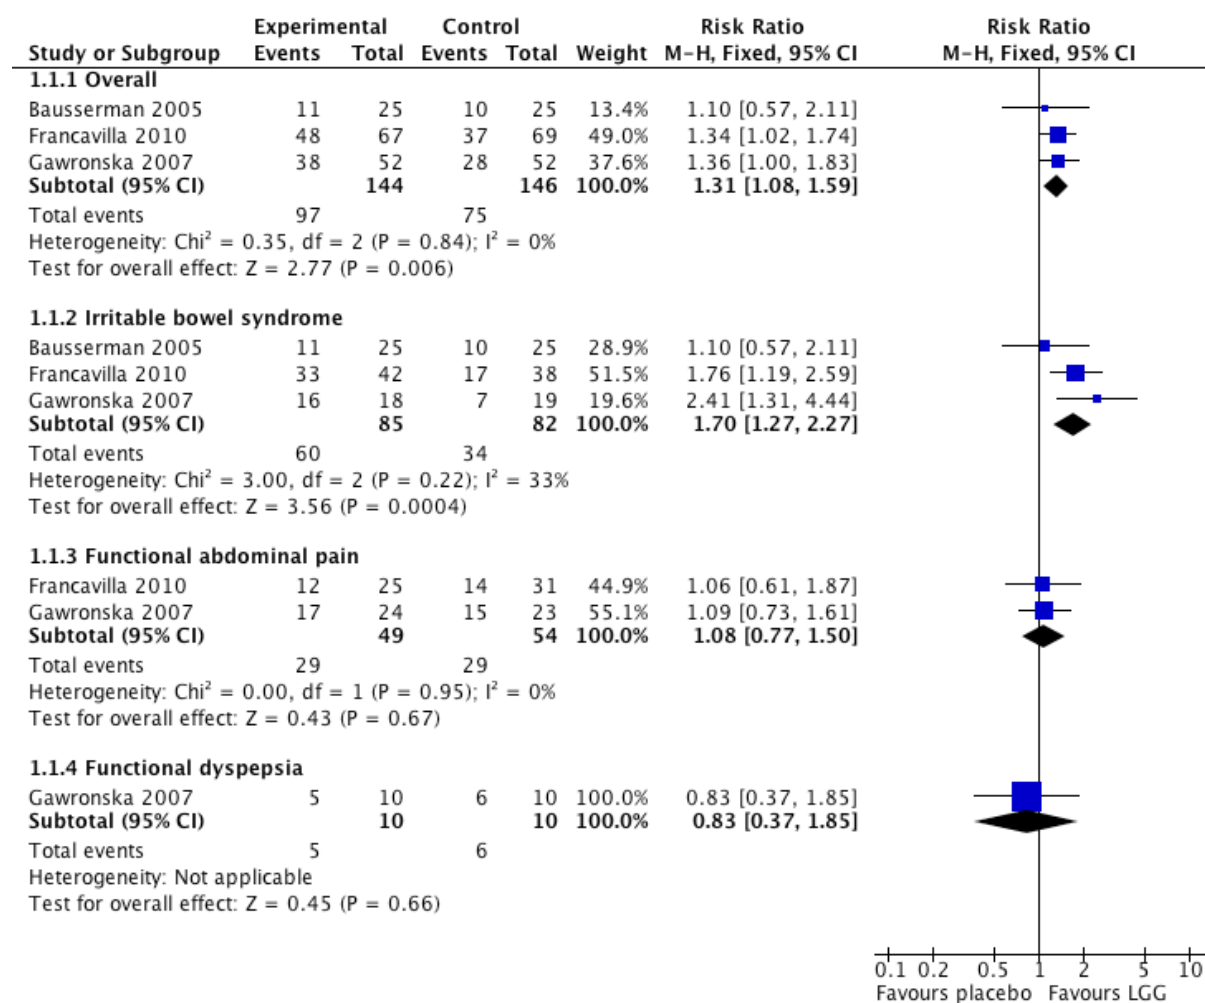 Experimental Control Risk Ratio Risk Ratio
Study or Subgroup Events Total Events Total Weight M-H, Fixed, 95% CI M-H, Fixed, 95% CI
1.1.1 Overall
Bausserman 2005 11 25 10 25 13.4% 1.10 [0.57, 2.11]
Francavilla 2010 48 67 37 69 49.0% 1.34 [1.02, 1.74]
Gawronska 2007 38 52 28 52 37.6% 1.36 [1.00, 1.83]
Subtotal (95% CI) 144 146 100.0% 1.31 [1.08, 1.59]
Total events 97 75
Heterogeneity: Chi² = 0.35, df = 2 (P = 0.84); I² = 0%
Test for overall effect: Z = 2.77 (P = 0.006)
1.1.2 Irritable bowel syndrome
Bausserman 2005 11 25 10 25 28.9% 1.10 [0.57, 2.11]
Francavilla 2010 33 42 17 38 51.5% 1.76 [1.19, 2.59]
Gawronska 2007 16 18 7 19 19.6% 2.41 [1.31, 4.44]
Subtotal (95% CI) 85 82 100.0% 1.70 [1.27, 2.27]
Total events 60 34
Heterogeneity: Chi² = 3.00, df = 2 (P = 0.22); I² = 33%
Test for overall effect: Z = 3.56 (P = 0.0004)
1.1.3 Functional abdominal pain
Francavilla 2010 12 25 14 31 44.9% 1.06 [0.61, 1.87]
Gawronska 2007 17 24 15 23 55.1% 1.09 [0.73, 1.61]
Subtotal (95% CI) 49 54 100.0% 1.08 [0.77, 1.50]
Total events 29 29
Heterogeneity: Chi² = 0.00, df = 1 (P = 0.95); I² = 0%
Test for overall effect: Z = 0.43 (P = 0.67)
1.1.4 Functional dyspepsia
Gawronska 2007 5 10 6 10 100.0% 0.83 [0.37, 1.85]
Subtotal (95% CI) 10 10 100.0% 0.83 [0.37, 1.85]
Total events 5 6
Heterogeneity: Not applicable
Test for overall effect: Z = 0.45 (P = 0.66)
0.1 0.2 0.5 1 2 5 10
Favours placebo Favours LGG